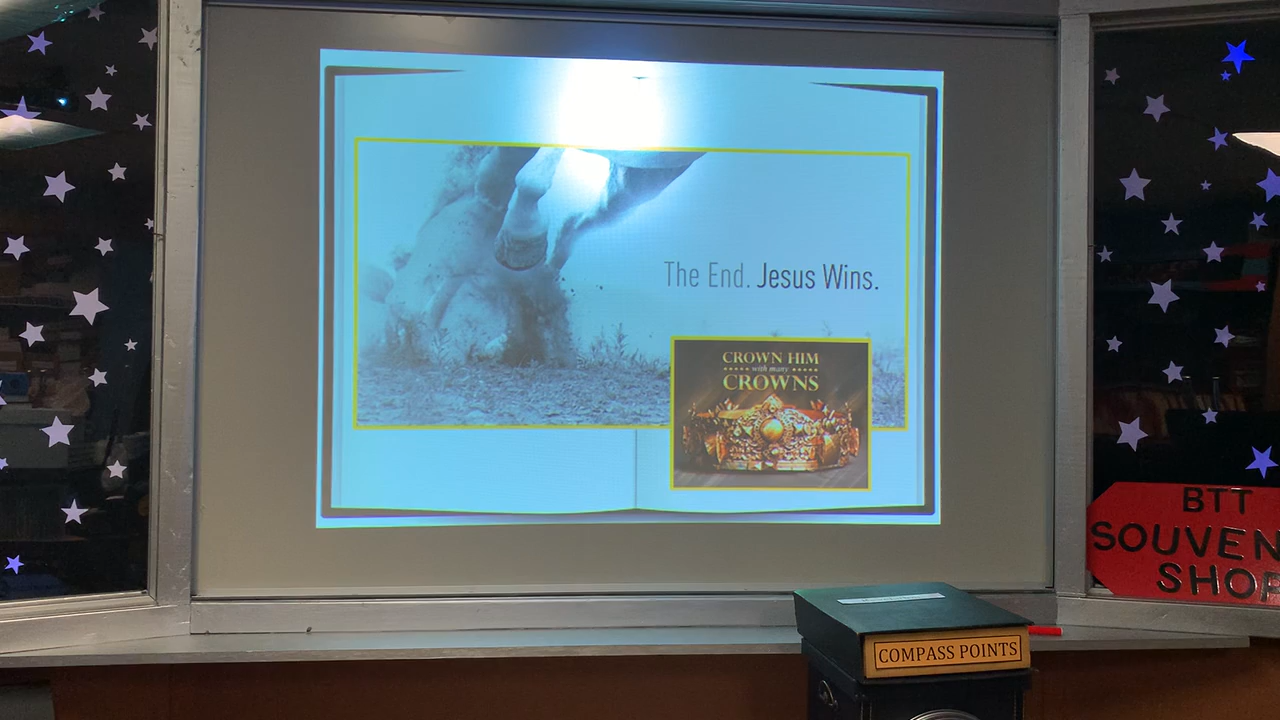 The End. Jesus Wins.
CROWN HIM
with many
CROWNS
BTT
SOUVEN
SHOP
COMPASS POINTS